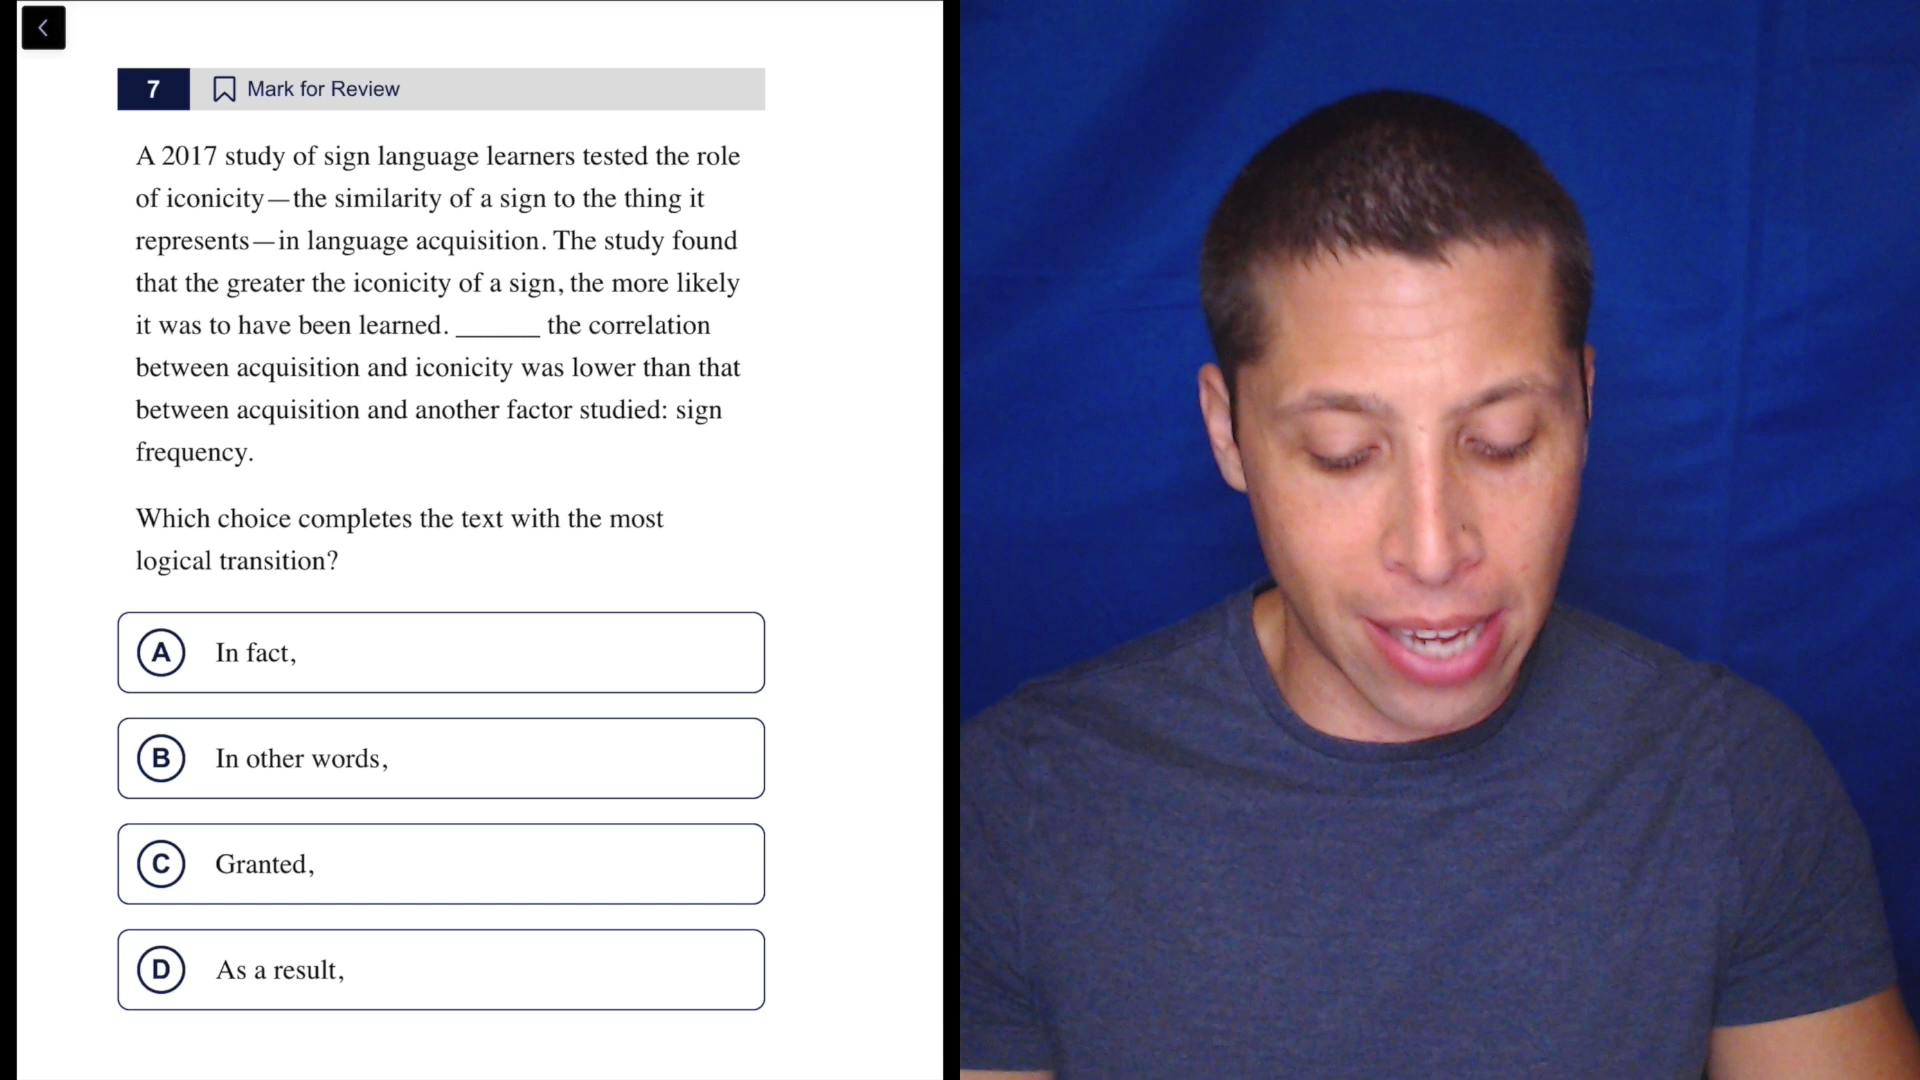 7 Mark for Review
A 2017 study of sign language learners tested the role
of iconicity—the similarity of a sign to the thing it
represents—in language acquisition. The study found
that the greater the iconicity of a sign, the more likely
it was to have been learned. ______ the correlation
between acquisition and iconicity was lower than that
between acquisition and another factor studied: sign
frequency.
Which choice completes the text with the most
logical transition?
A In fact,
B In other words,
C Granted,
D As a result,